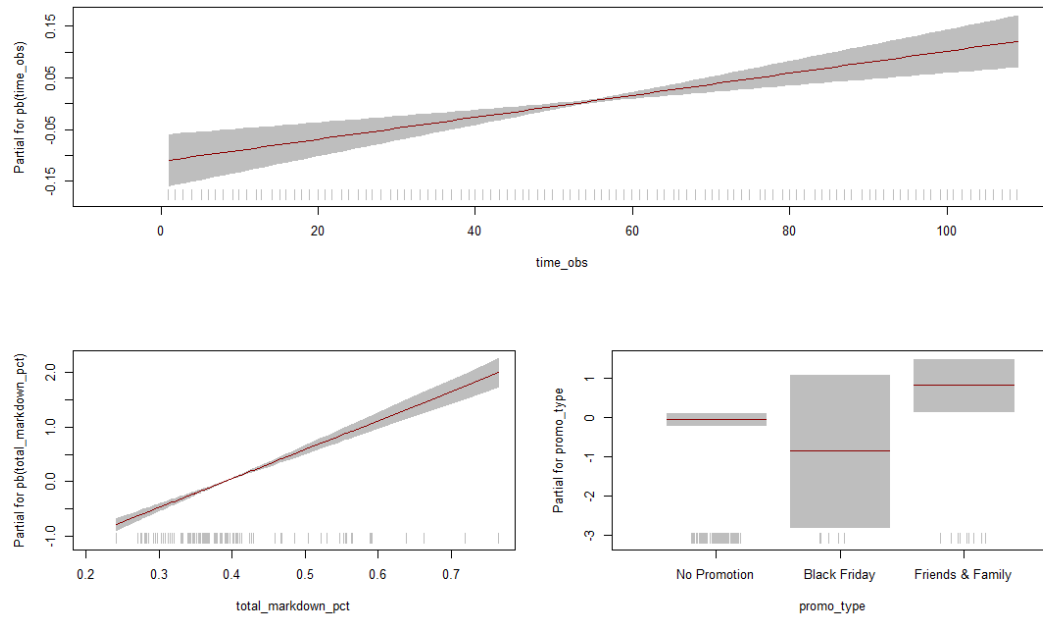 Partial for pb(time_obs)
0.15
0.05
-0.05
-0.15
0 20 40 60 80 100
time_obs
Partial for pb(total_markdown_pct)
2.0
1.0
0.0
-1.0
0.2 0.3 0.4 0.5 0.6 0.7
total_markdown_pct
Partial for promo_type
1
0
-1
-2
-3
No Promotion Black Friday Friends & Family
promo_type